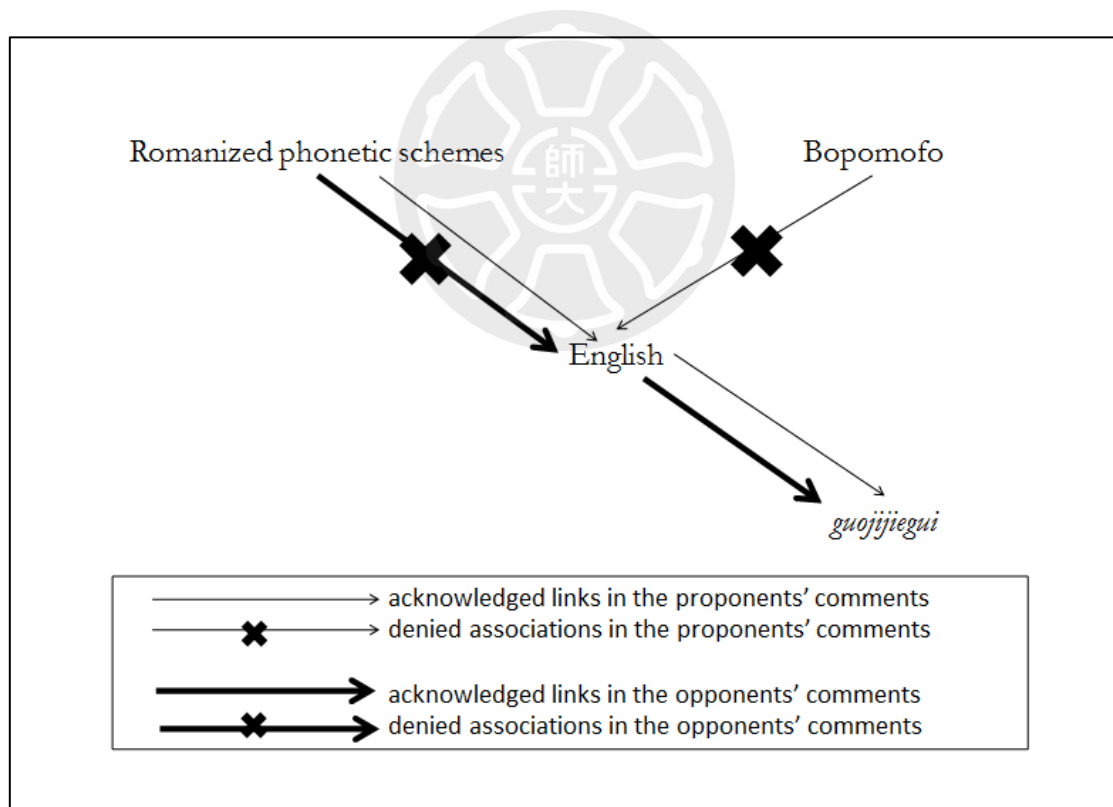 師
大
Romanized phonetic schemes
Bopomofo
English
guojijiegui
acknowledged links in the proponents’ comments
denied associations in the proponents’ comments
acknowledged links in the opponents’ comments
denied associations in the opponents’ comments